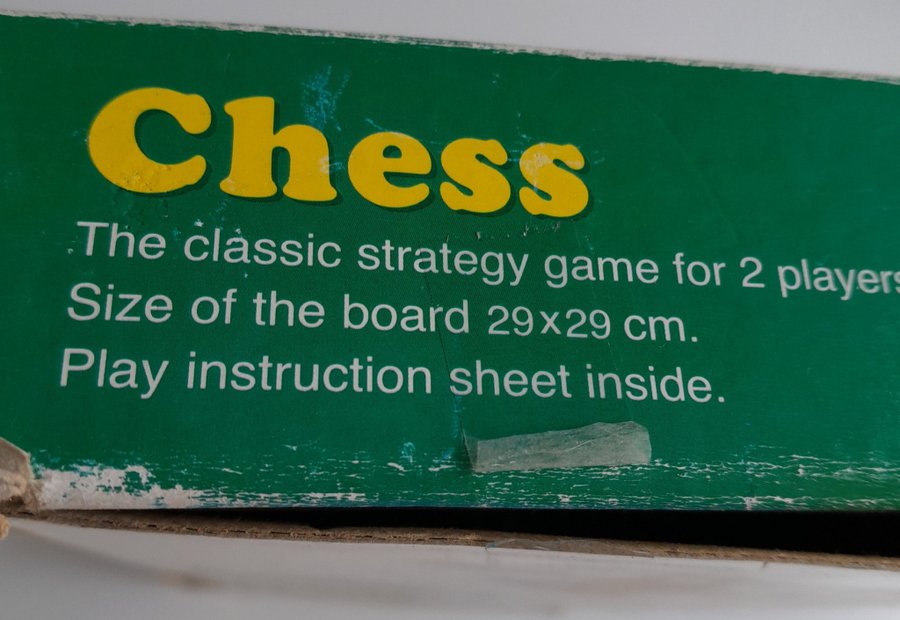 Chess
The classic strategy game for 2 players
Size of the board 29x29 cm.
Play instruction sheet inside.